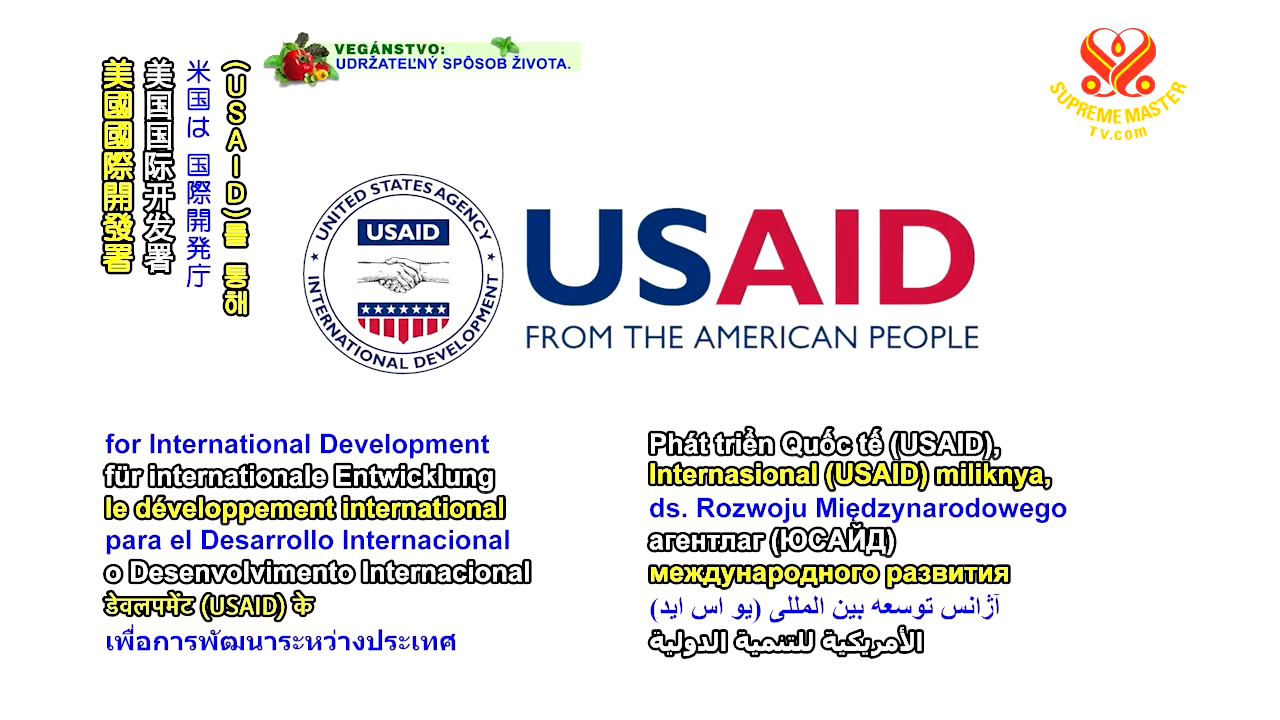 美國國際開發署
美国国际开发署
米国は 国際開発庁
(USAID)를 통해
VEGÁNSTVO:
UDRŽATEĽNÝ SPÔSOB ŽIVOTA.
SUPREME MASTER
TV.com
UNITED STATES AGENCY
USAID
INTERNATIONAL DEVELOPMENT
USAID
FROM THE AMERICAN PEOPLE
for International Development
für internationale Entwicklung
le développement international
para el Desarrollo Internacional
o Desenvolvimento Internacional
डेवलपमेंट (USAID) के
เพื่อการพัฒนาระหว่างประเทศ
Phát triển Quốc tế (USAID),
Internasional (USAID) miliknya,
ds. Rozwoju Międzynarodowego
агентлаг (ЮСАЙД)
международного развития
آژانس توسعه بین المللی (یو اس اید)
الأمريكية للتنمية الدولية